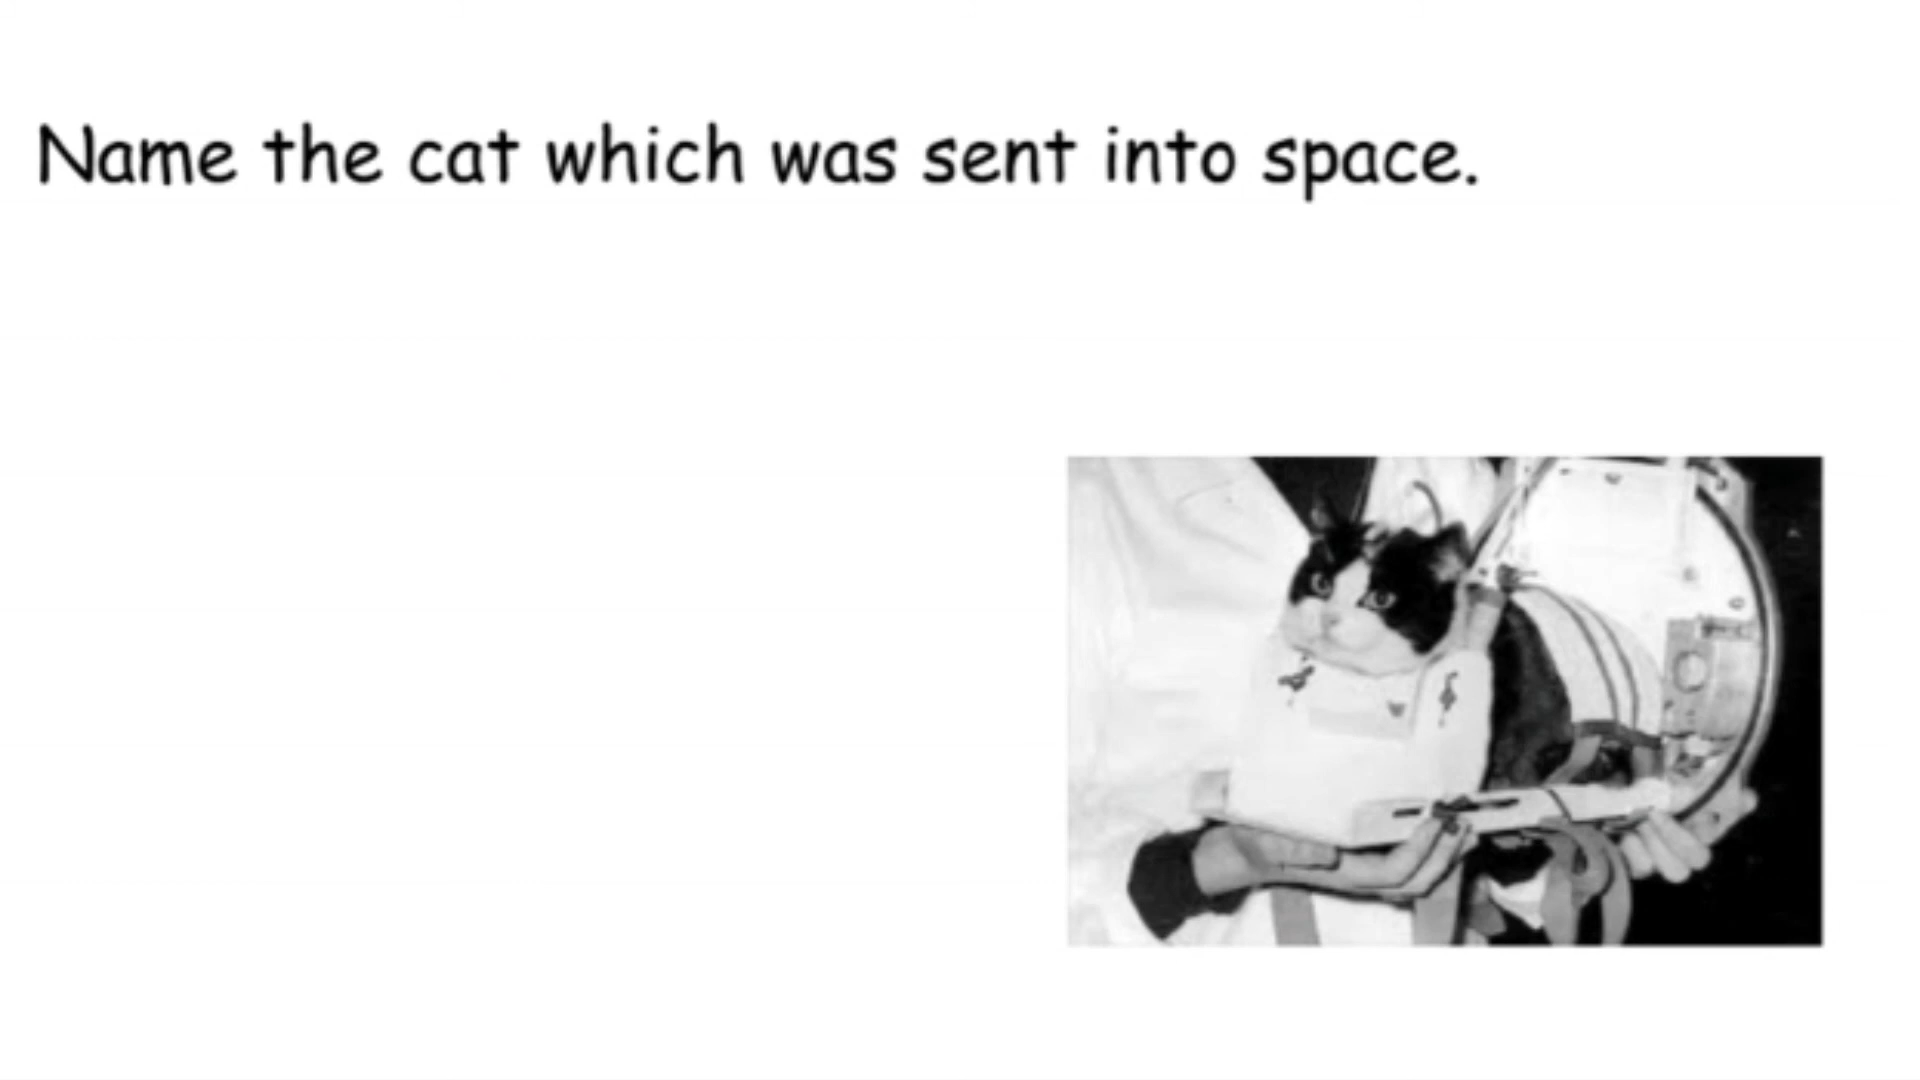 Name the cat which was sent into space.